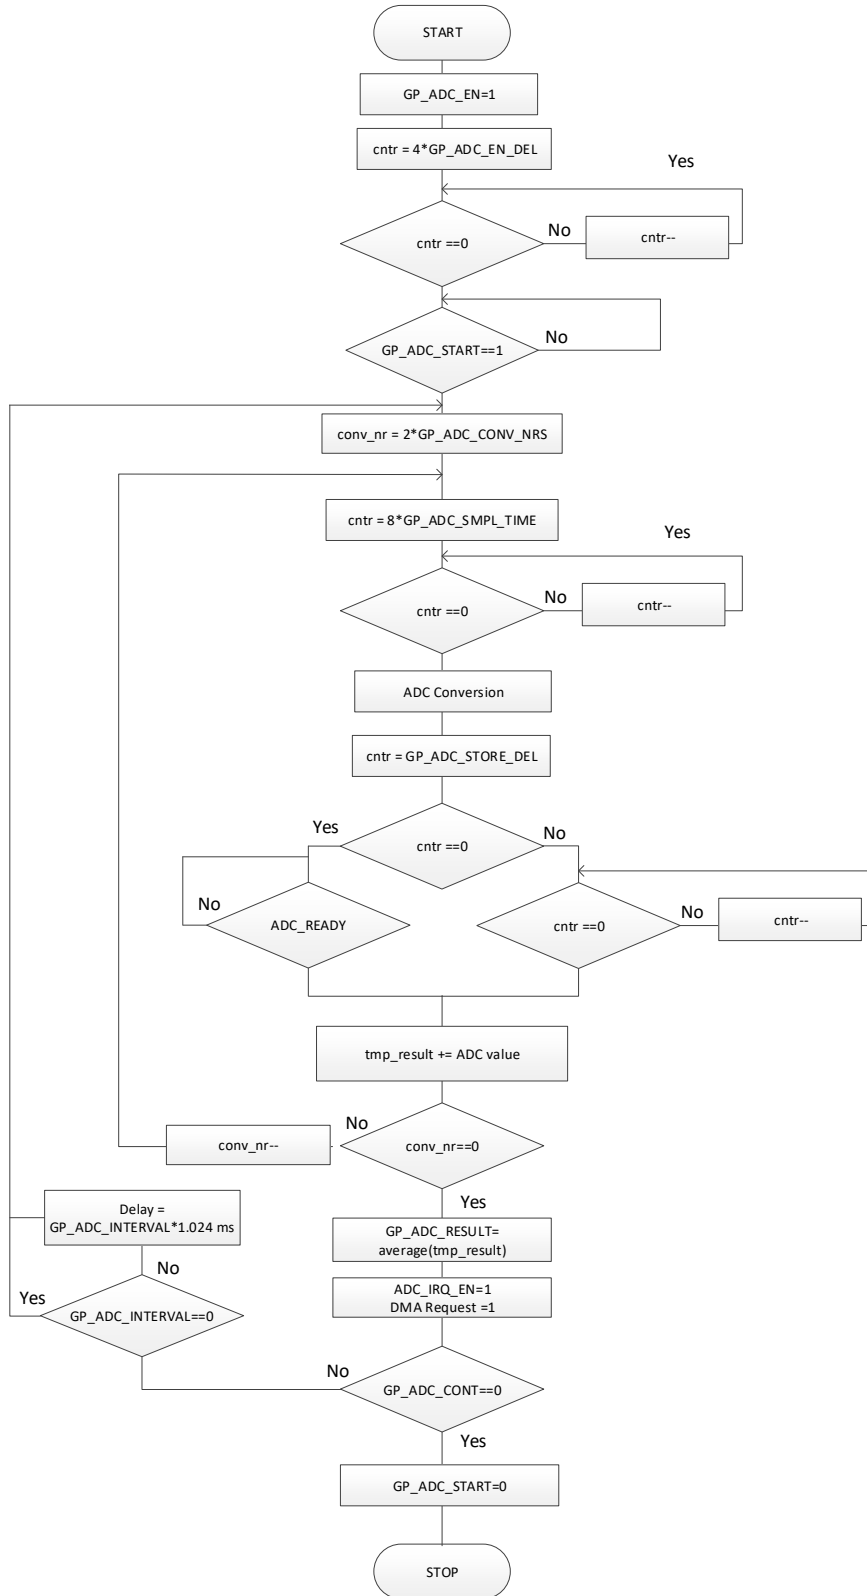 START
GP_ADC_EN=1
cntr = 4*GP_ADC_EN_DEL
Yes
cntr ==0
No
cntr--
GP_ADC_START==1
No
conv_nr = 2*GP_ADC_CONV_NRS
cntr = 8*GP_ADC_SMPL_TIME
Yes
cntr ==0
No
cntr--
ADC Conversion
cntr = GP_ADC_STORE_DEL
Yes
cntr ==0
No
No
ADC_READY
cntr ==0
No
cntr--
tmp_result += ADC value
conv_nr--
No
conv_nr==0
Yes
Delay =
GP_ADC_INTERVAL*1.024 ms
GP_ADC_RESULT=
average(tmp_result)
No
Yes
GP_ADC_INTERVAL==0
ADC_IRQ_EN=1
DMA Request =1
No
GP_ADC_CONT==0
Yes
GP_ADC_START=0
STOP